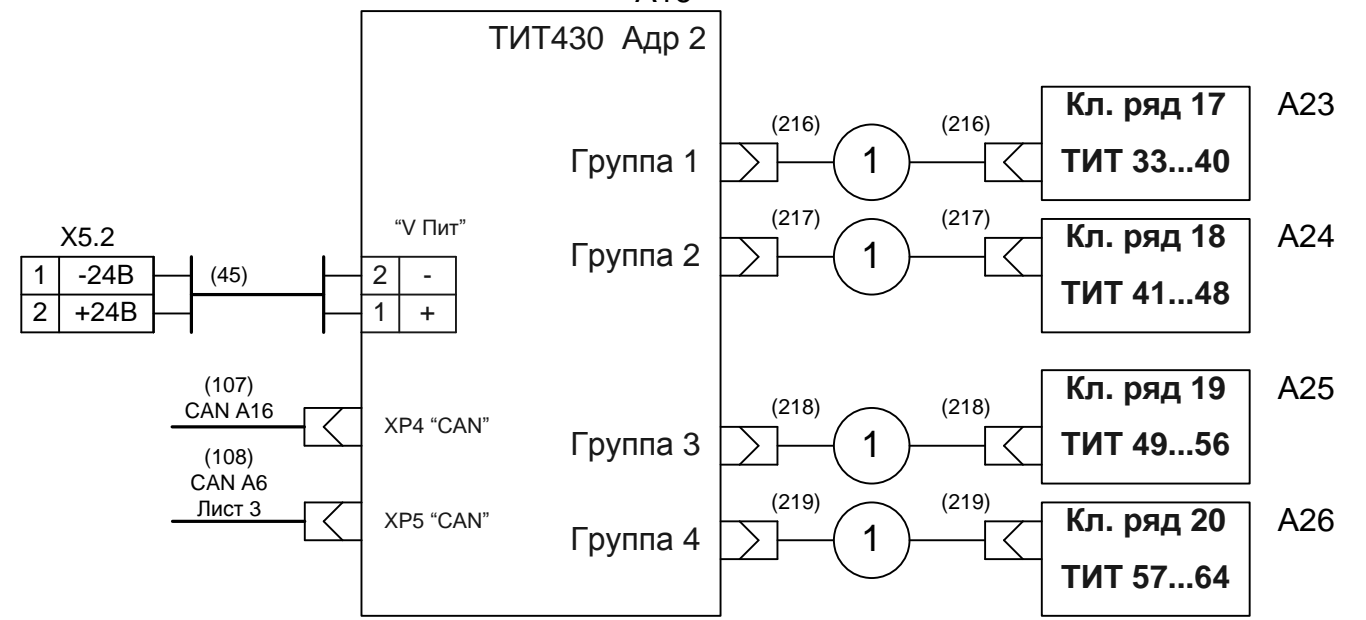 ТИТ430 Адр 2
Группа 1
(216)
1
(216)
Кл. ряд 17
ТИТ 33...40
A23
Группа 2
(217)
1
(217)
Кл. ряд 18
ТИТ 41...48
A24
X5.2
1 -24В
2 +24В
(45)
“V Пит”
2 -
1 +
(107)
CAN A16
XP4 “CAN”
(108)
CAN A6
Лист 3
XP5 “CAN”
Группа 3
(218)
1
(218)
Кл. ряд 19
ТИТ 49...56
A25
Группа 4
(219)
1
(219)
Кл. ряд 20
ТИТ 57...64
A26